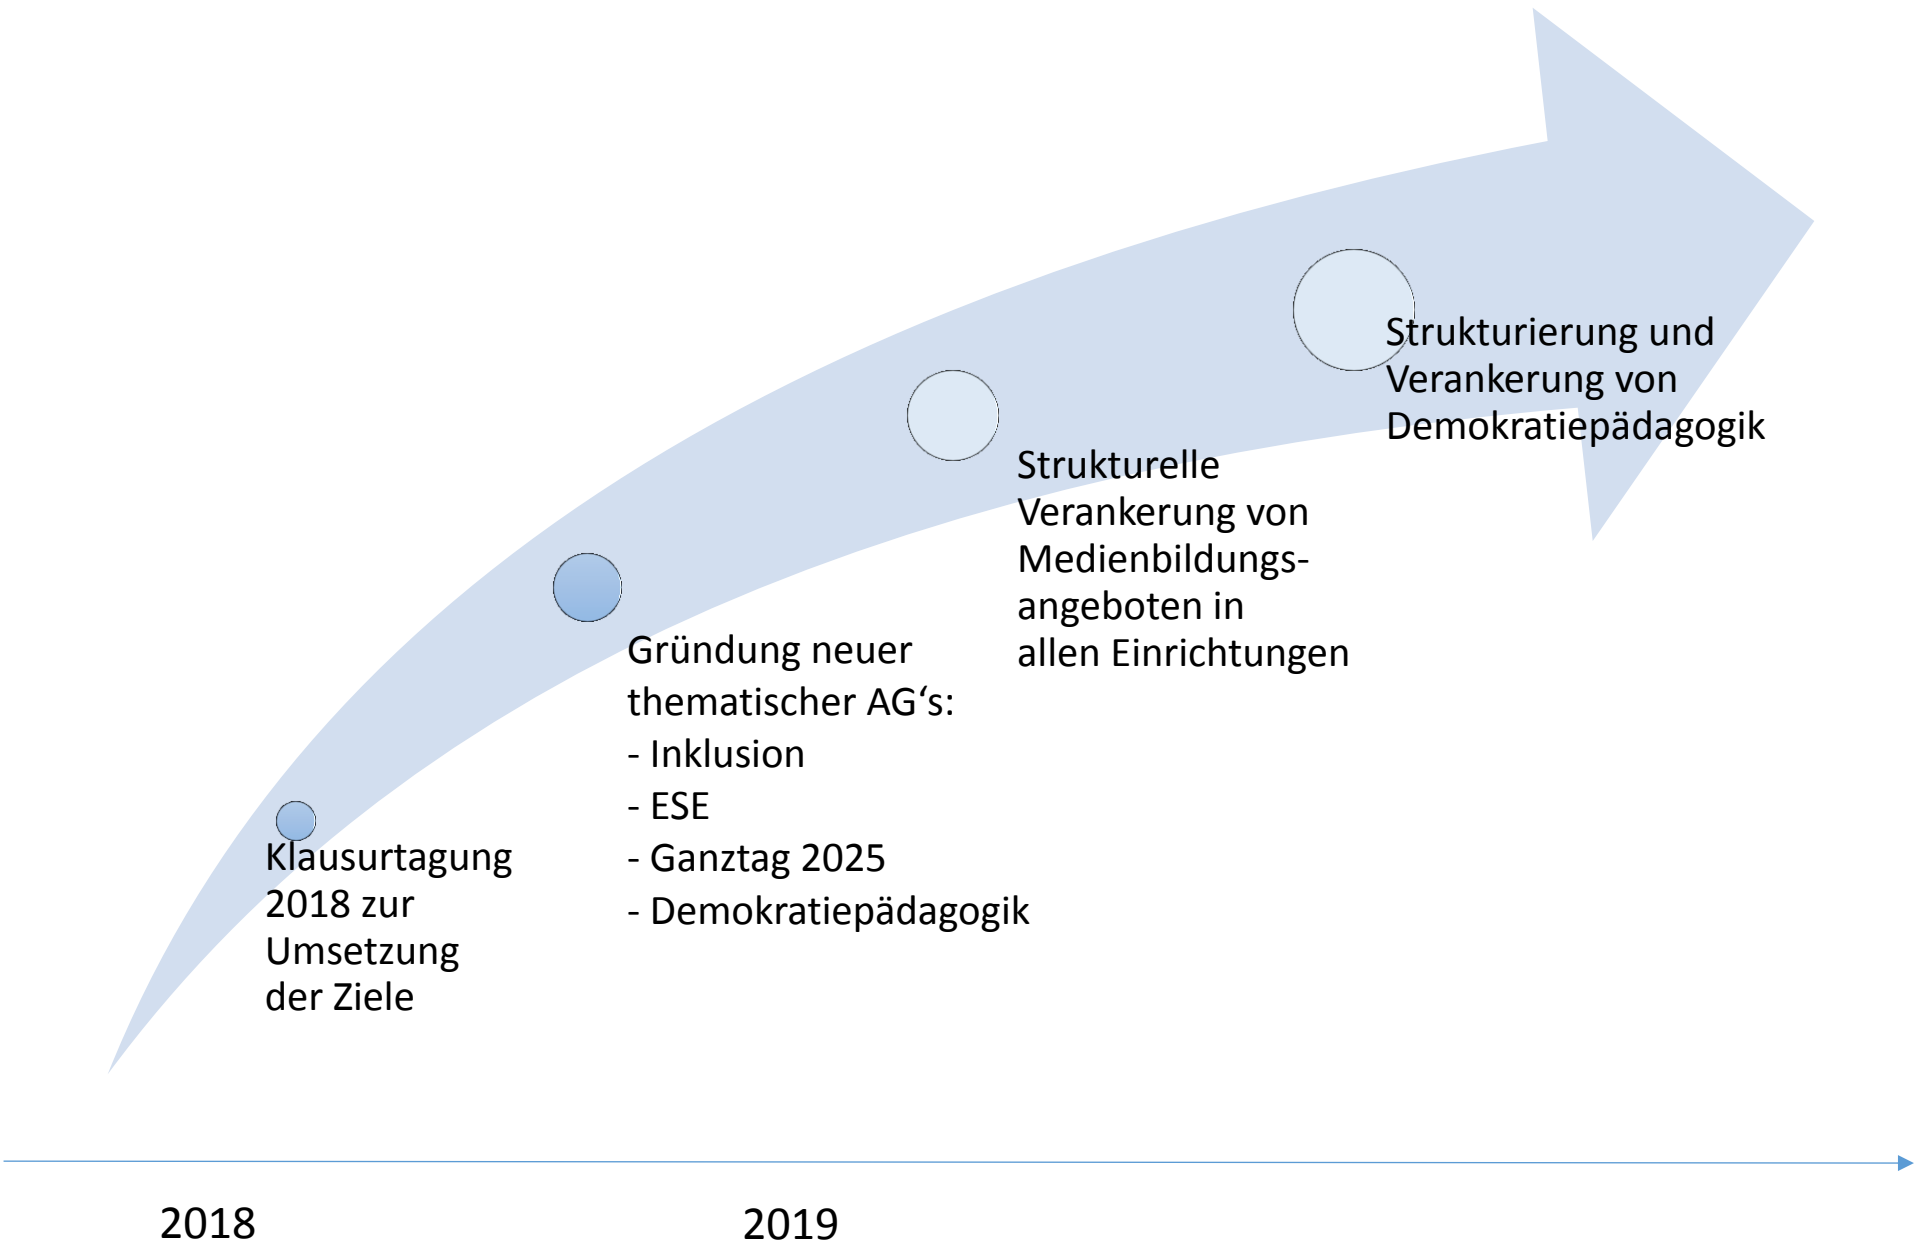 Klausurtagung
2018 zur
Umsetzung
der Ziele
Gründung neuer
thematischer AG‘s:
- Inklusion
- ESE
- Ganztag 2025
- Demokratiepädagogik
Strukturelle
Verankerung von
Medienbildungs-
angeboten in
allen Einrichtungen
Strukturierung und
Verankerung von
Demokratiepädagogik
2018
2019